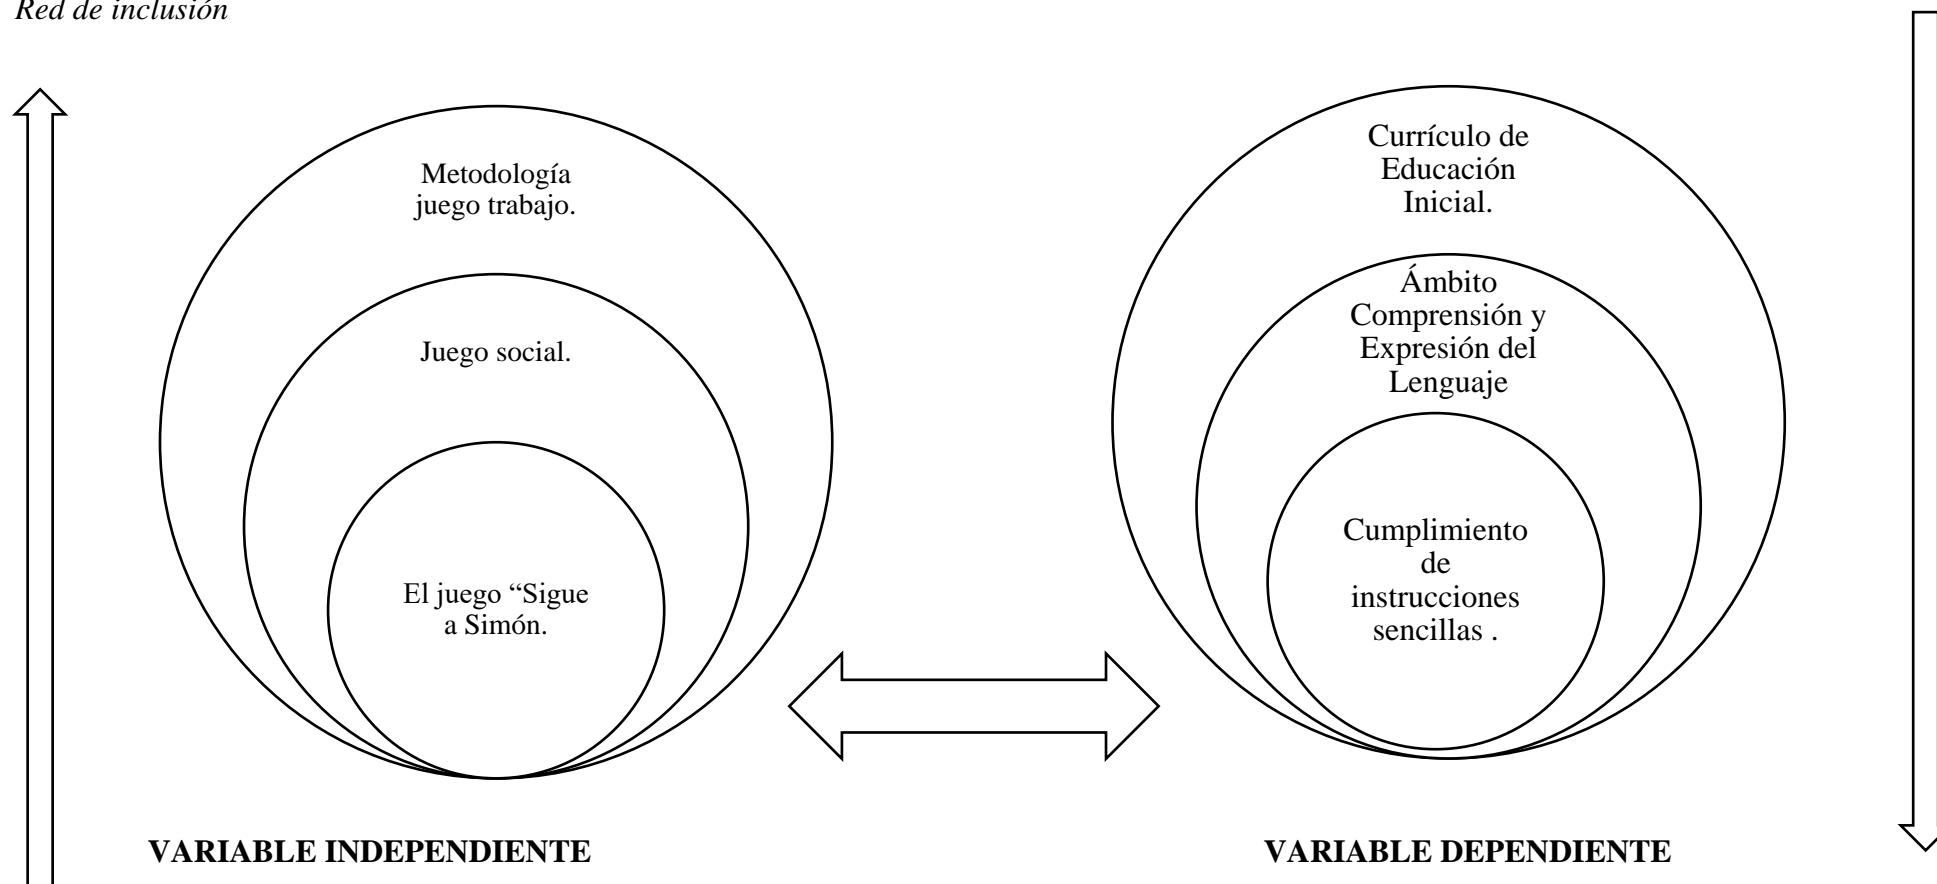 Red de inclusión
Metodología
juego trabajo.
Juego social.
El juego “Sigue
a Simón.
Currículo de
Educación
Inicial.
Ámbito
Comprensión y
Expresión del
Lenguaje
Cumplimiento
de
instrucciones
sencillas .
VARIABLE INDEPENDIENTE
VARIABLE DEPENDIENTE